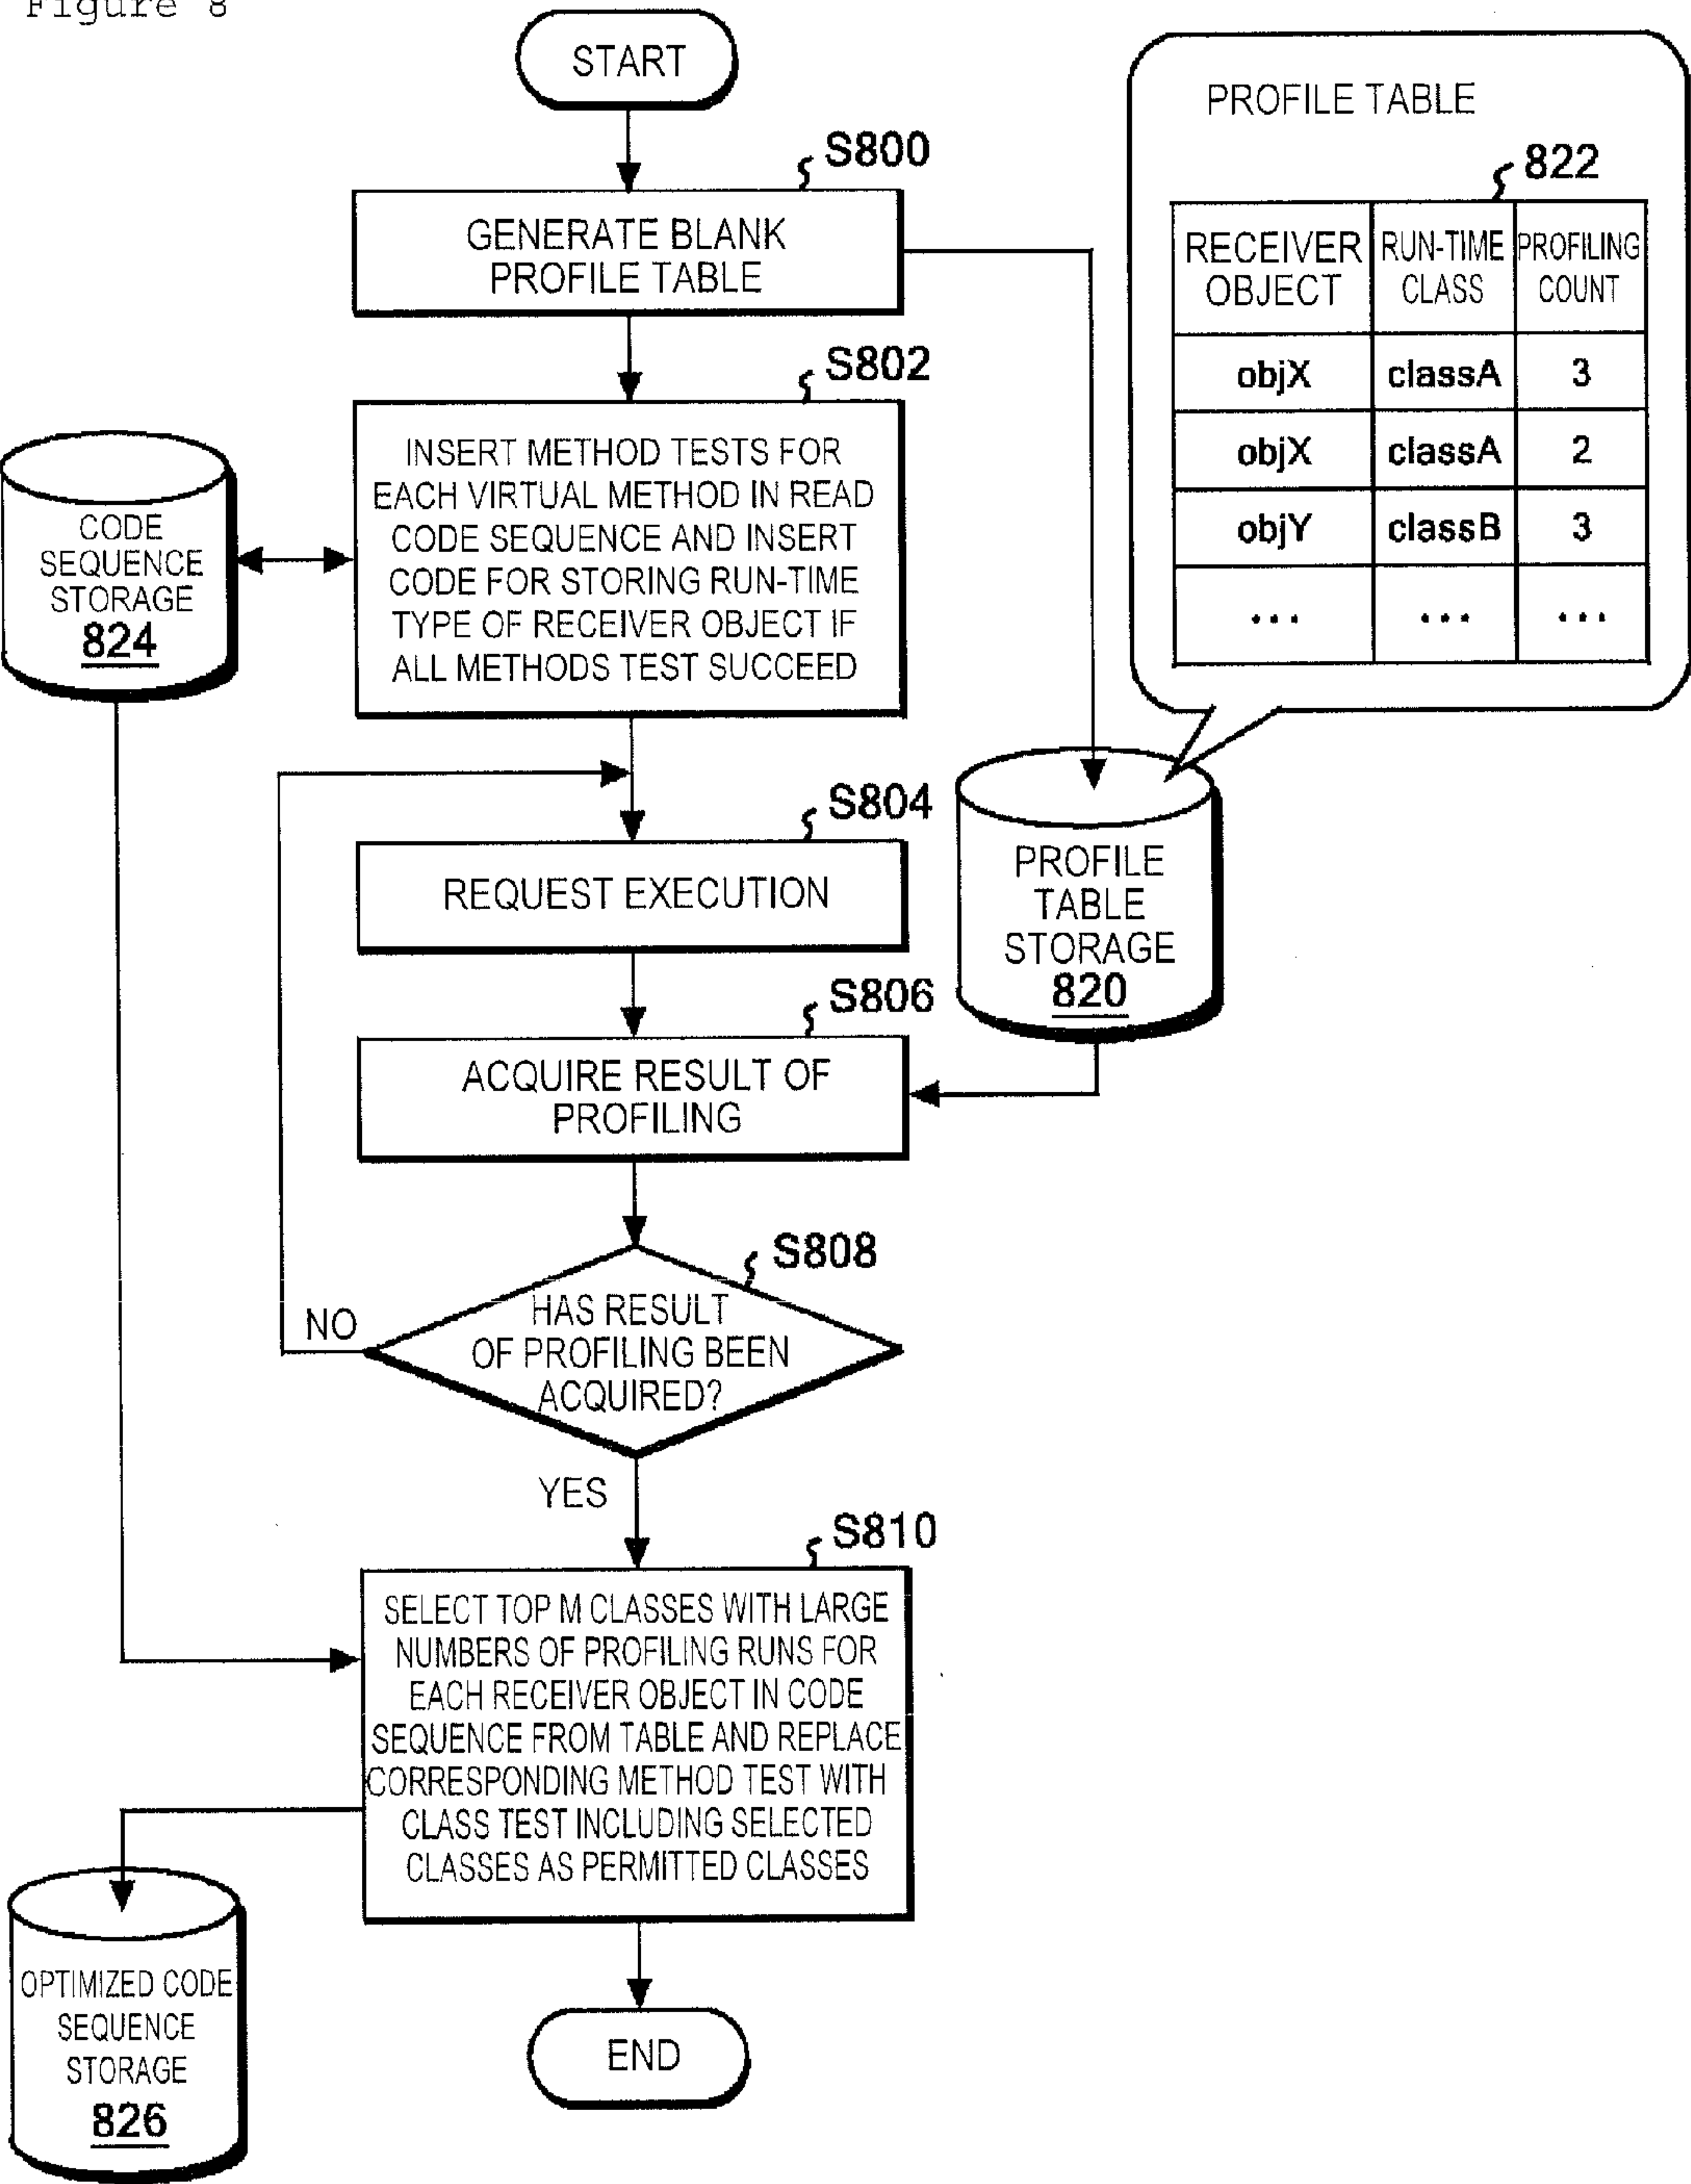 Figure 8
START
S800
GENERATE BLANK
PROFILE TABLE
PROFILE TABLE
822
RECEIVER OBJECT RUN-TIME CLASS PROFILING COUNT
objX classA 3
objX classA 2
objY classB 3
... ... ...
S802
INSERT METHOD TESTS FOR
EACH VIRTUAL METHOD IN READ
CODE SEQUENCE AND INSERT
CODE FOR STORING RUN-TIME
TYPE OF RECEIVER OBJECT IF
ALL METHODS TEST SUCCEED
CODE
SEQUENCE
STORAGE
824
S804
REQUEST EXECUTION
PROFILE
TABLE
STORAGE
820
S806
ACQUIRE RESULT OF
PROFILING
S808
HAS RESULT
OF PROFILING BEEN
ACQUIRED?
NO
YES
S810
SELECT TOP M CLASSES WITH LARGE
NUMBERS OF PROFILING RUNS FOR
EACH RECEIVER OBJECT IN CODE
SEQUENCE FROM TABLE AND REPLACE
CORRESPONDING METHOD TEST WITH
CLASS TEST INCLUDING SELECTED
CLASSES AS PERMITTED CLASSES
OPTIMIZED CODE
SEQUENCE
STORAGE
826
END